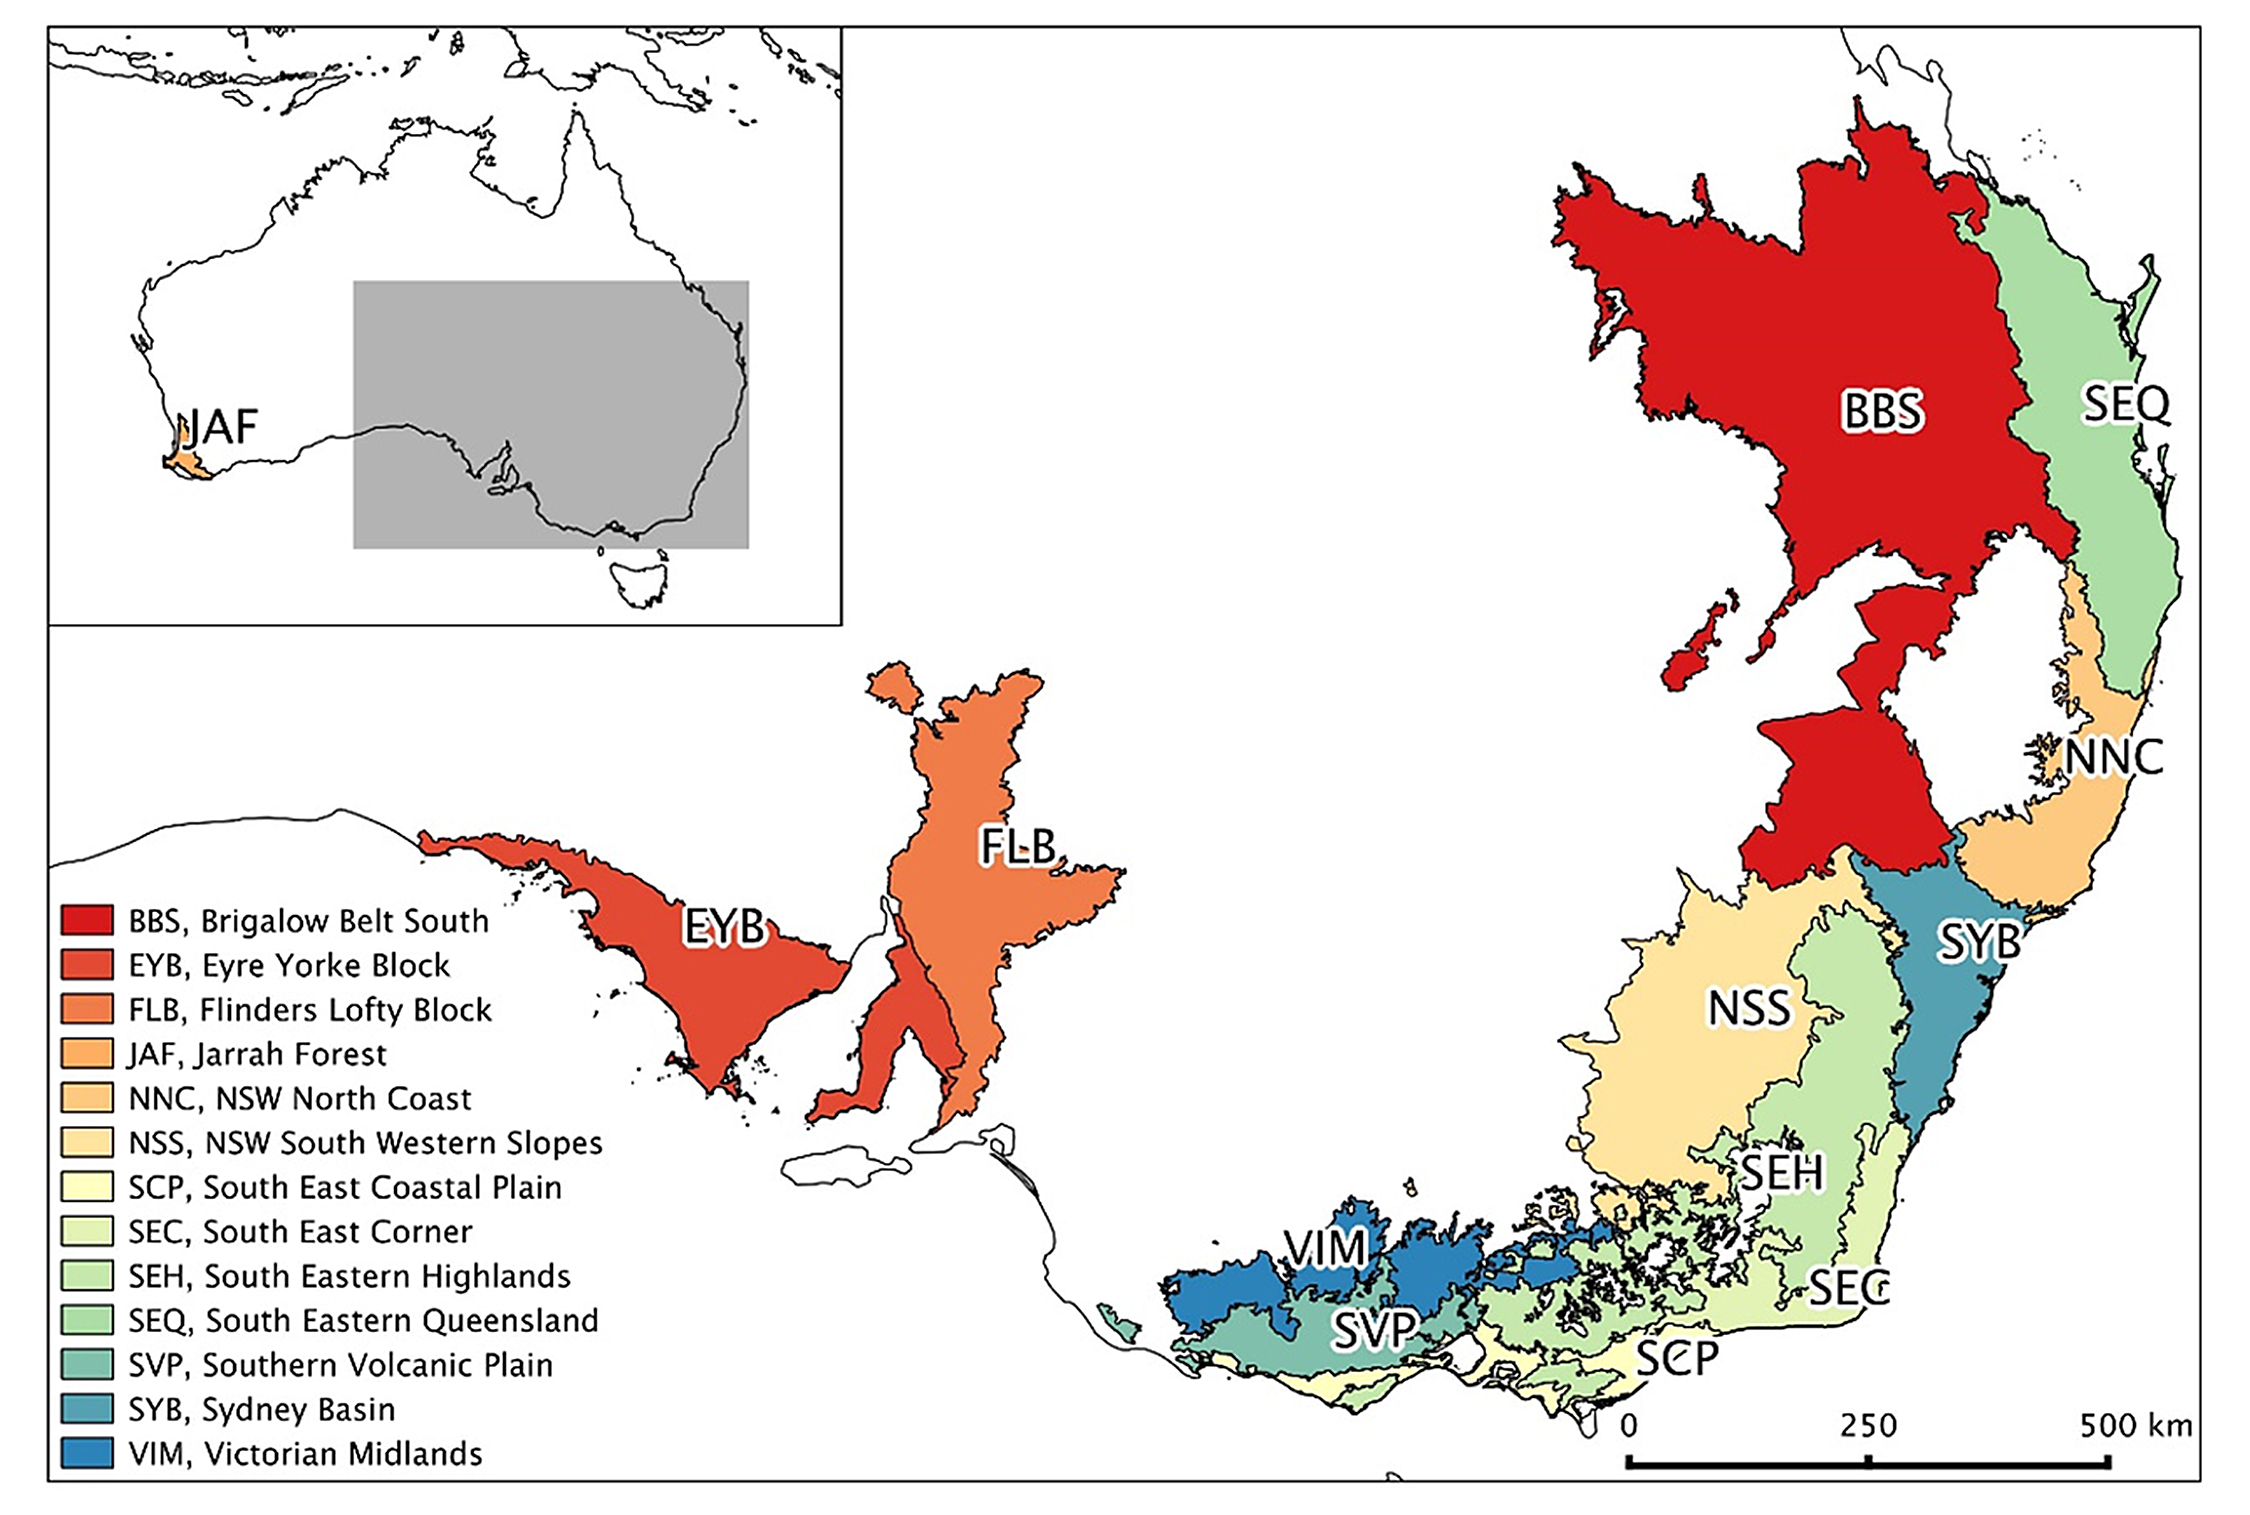 JAF
BBS
SEQ
NNC
FLB
EYB
SYB
NSS
SEH
VIM
SEC
SVP
SCP
BBS, Brigalow Belt South
EYB, Eyre Yorke Block
FLB, Flinders Lofty Block
JAF, Jarrah Forest
NNC, NSW North Coast
NSS, NSW South Western Slopes
SCP, South East Coastal Plain
SEC, South East Corner
SEH, South Eastern Highlands
SEQ, South Eastern Queensland
SVP, Southern Volcanic Plain
SYB, Sydney Basin
VIM, Victorian Midlands
0 250 500 km